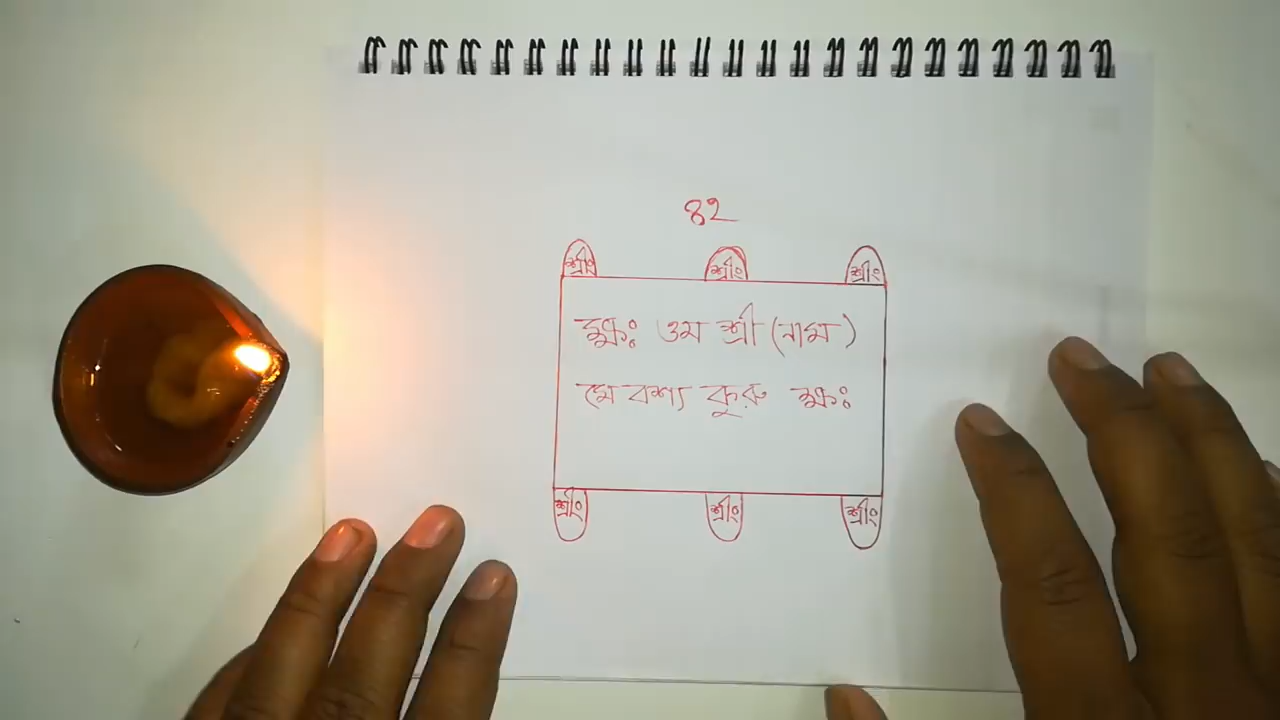 ৪২
শ্রীং শ্রীং শ্রীং
ক্ষঃ ওম শ্রী (নাম)
মে বশ্য কুরু ক্ষঃ
শ্রীং শ্রীং শ্রীং